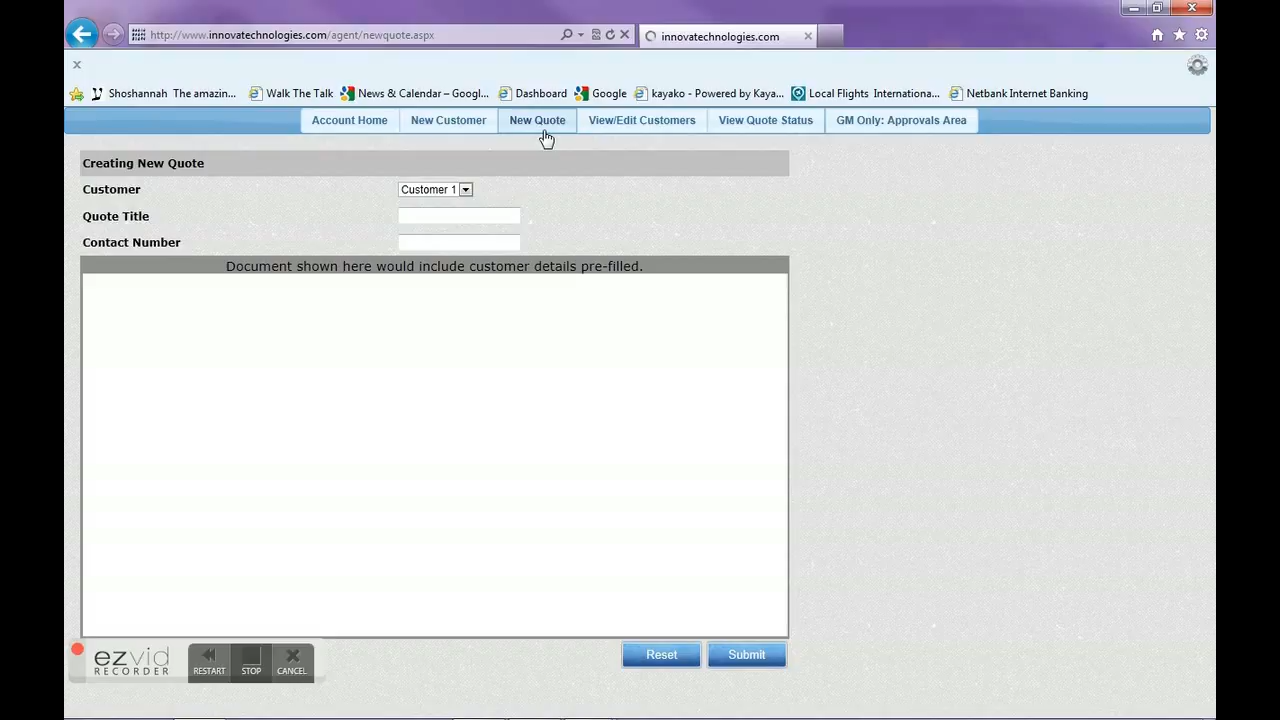 http://www.innovatechnologies.com/agent/newquote.aspx
innovatechnologies.com
Shoshannah The amazin...
Walk The Talk
News & Calendar – Googl...
Dashboard
Google
kayako - Powered by Kaya...
Local Flights Internationa...
Netbank Internet Banking
Account Home
New Customer
New Quote
View/Edit Customers
View Quote Status
GM Only: Approvals Area
Creating New Quote
Customer
Customer 1
Quote Title
Contact Number
Document shown here would include customer details pre-filled.
ezvid
RECORDER
RESTART
STOP
CANCEL
Reset
Submit